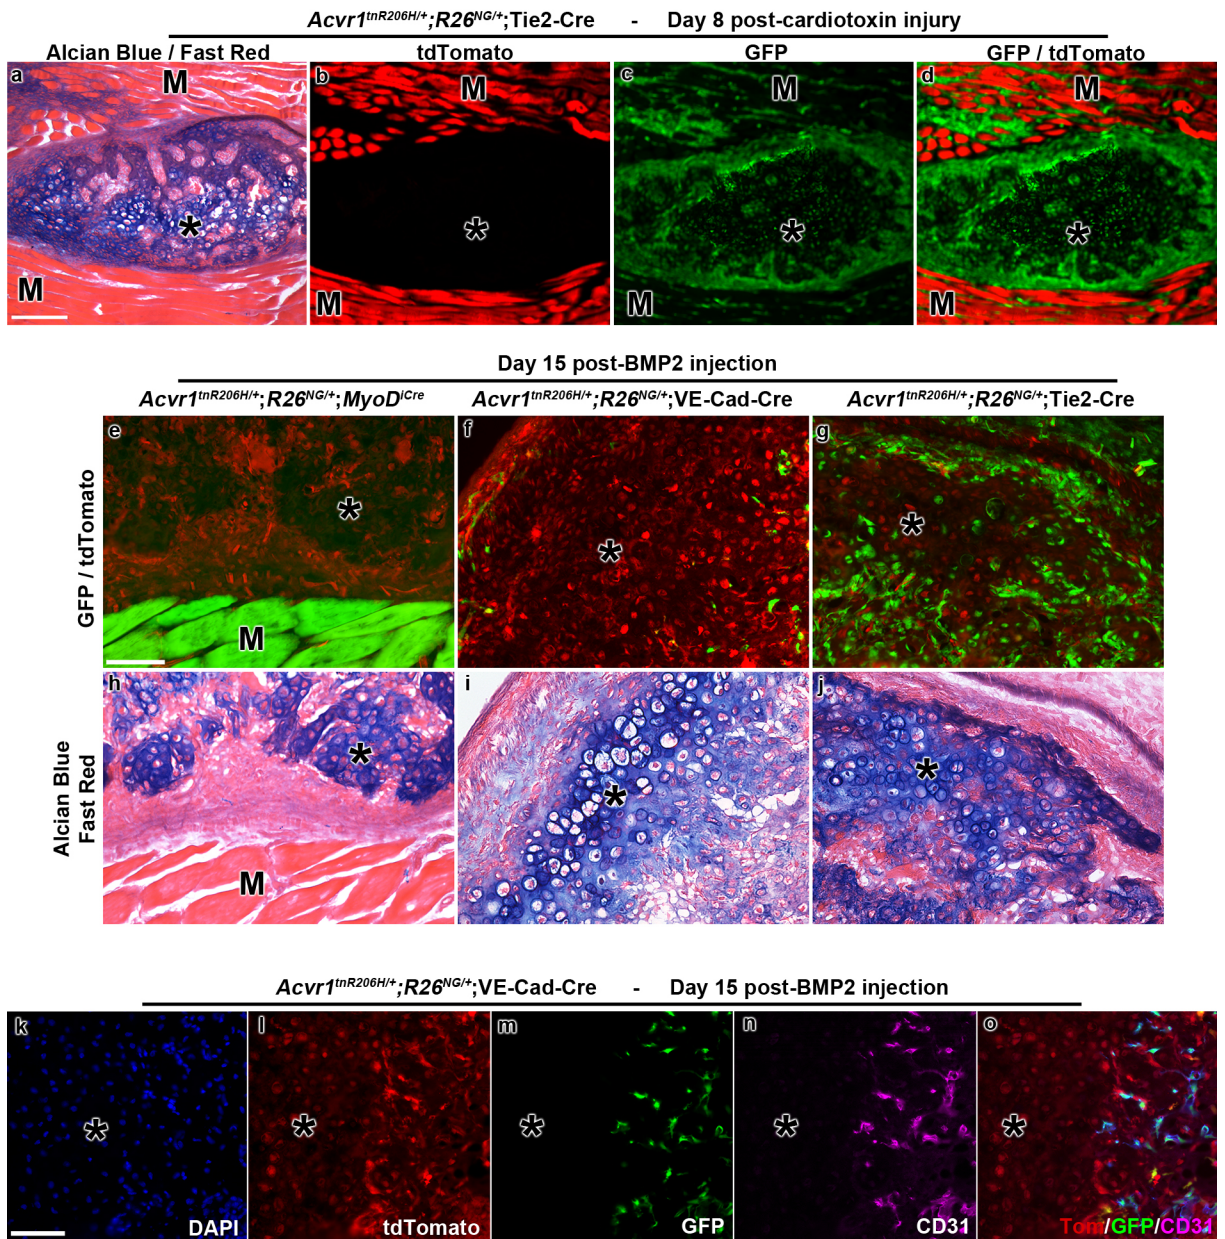 Acvr1tnR206H/+;R26NG/+;Tie2-Cre - Day 8 post-cardiotoxin injury
Alcian Blue / Fast Red tdTomato GFP GFP / tdTomato
a M M * b M M * c M M * d M M *
Day 15 post-BMP2 injection
Acvr1tnR206H/+;R26NG/+;MyoDiCre Acvr1tnR206H/+;R26NG/+;VE-Cad-Cre Acvr1tnR206H/+;R26NG/+;Tie2-Cre
GFP / tdTomato
e * M f * g *
Alcian Blue
Fast Red
h * M i * j *
Acvr1tnR206H/+;R26NG/+;VE-Cad-Cre - Day 15 post-BMP2 injection
k l m n o
* * * * *
DAPI tdTomato GFP CD31 Tom/GFP/CD31